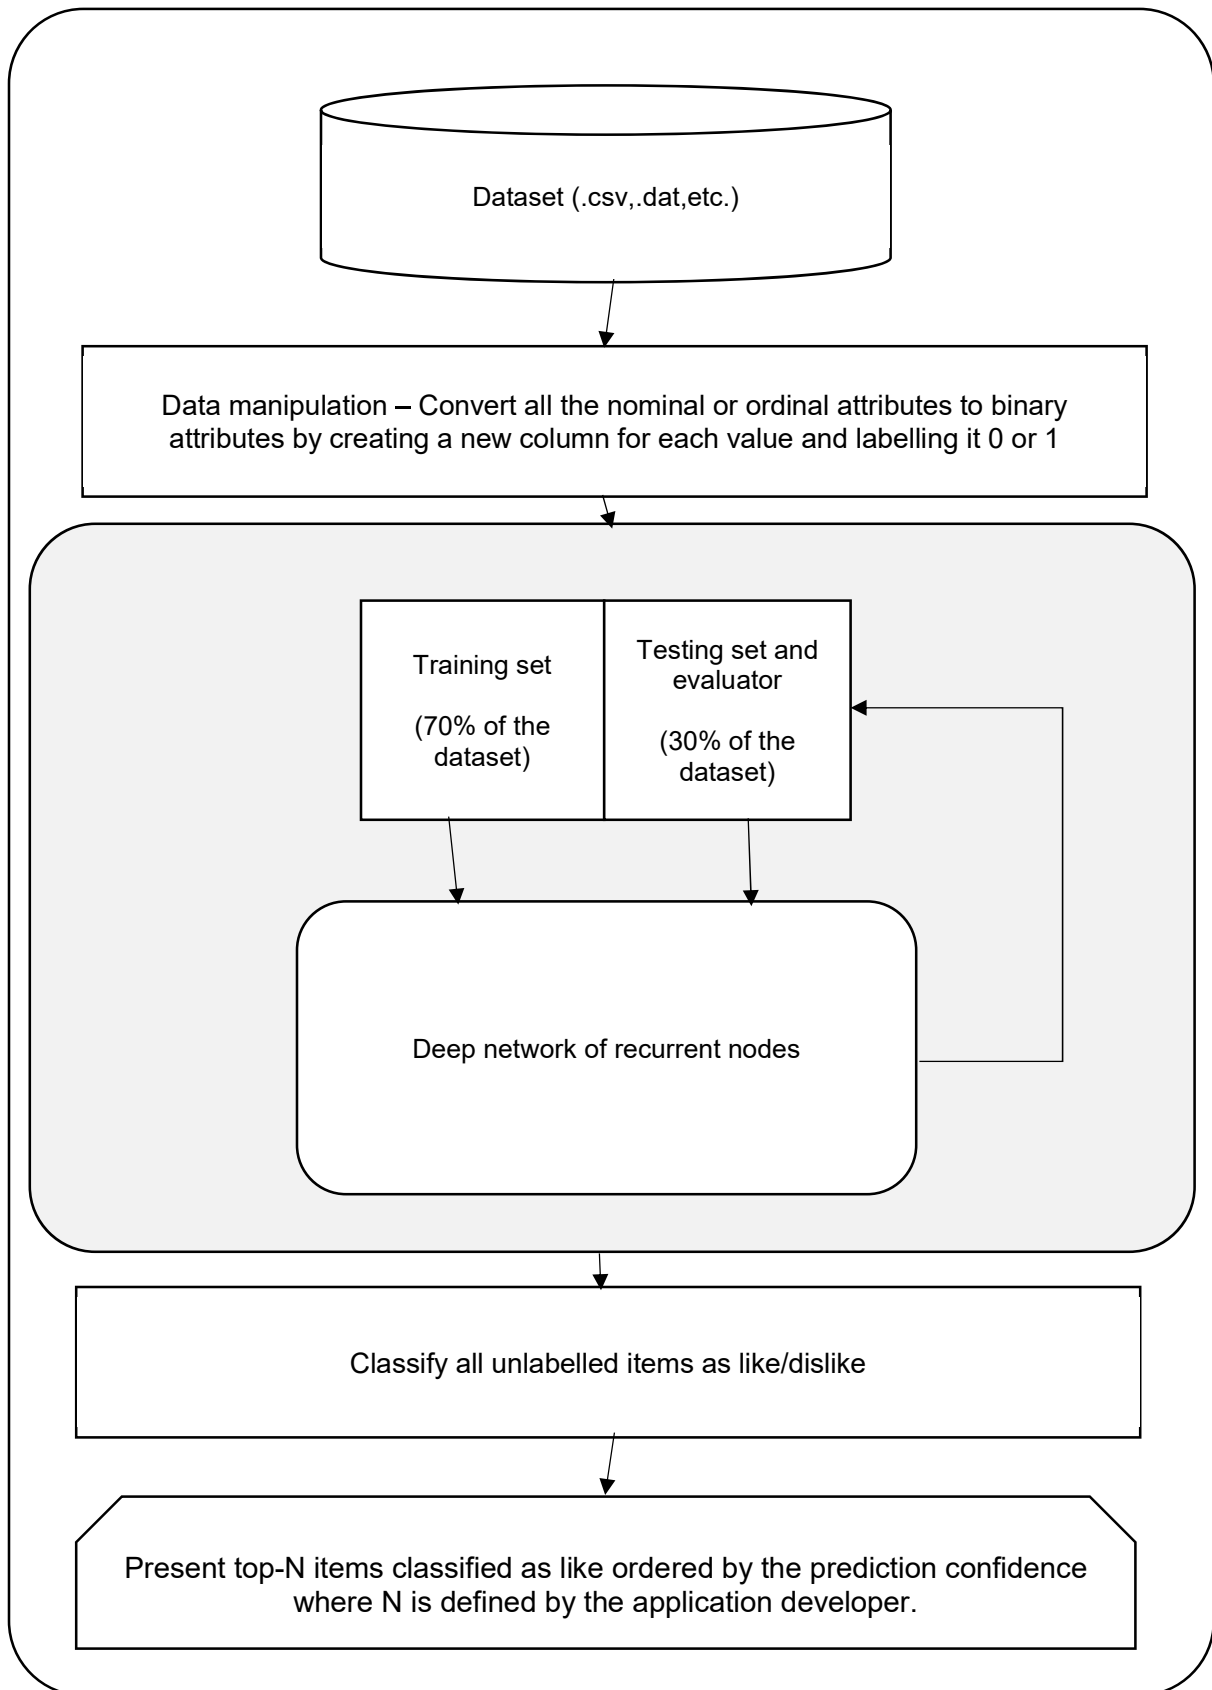 Dataset (.csv,.dat,etc.)
Data manipulation – Convert all the nominal or ordinal attributes to binary
attributes by creating a new column for each value and labelling it 0 or 1
Training set
(70% of the
dataset)
Testing set and
evaluator
(30% of the
dataset)
Deep network of recurrent nodes
Classify all unlabelled items as like/dislike
Present top-N items classified as like ordered by the prediction confidence
where N is defined by the application developer.